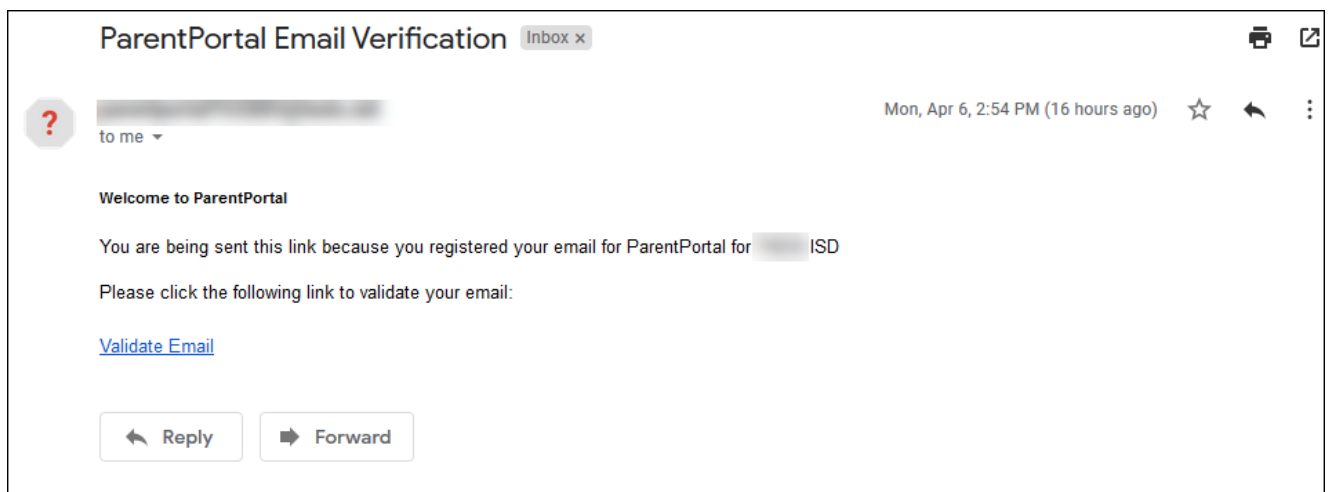 ParentPortal Email Verification Inbox x
?
Mon, Apr 6, 2:54 PM (16 hours ago)
to me
Welcome to ParentPortal
You are being sent this link because you registered your email for ParentPortal for ISD
Please click the following link to validate your email:
Validate Email
Reply Forward